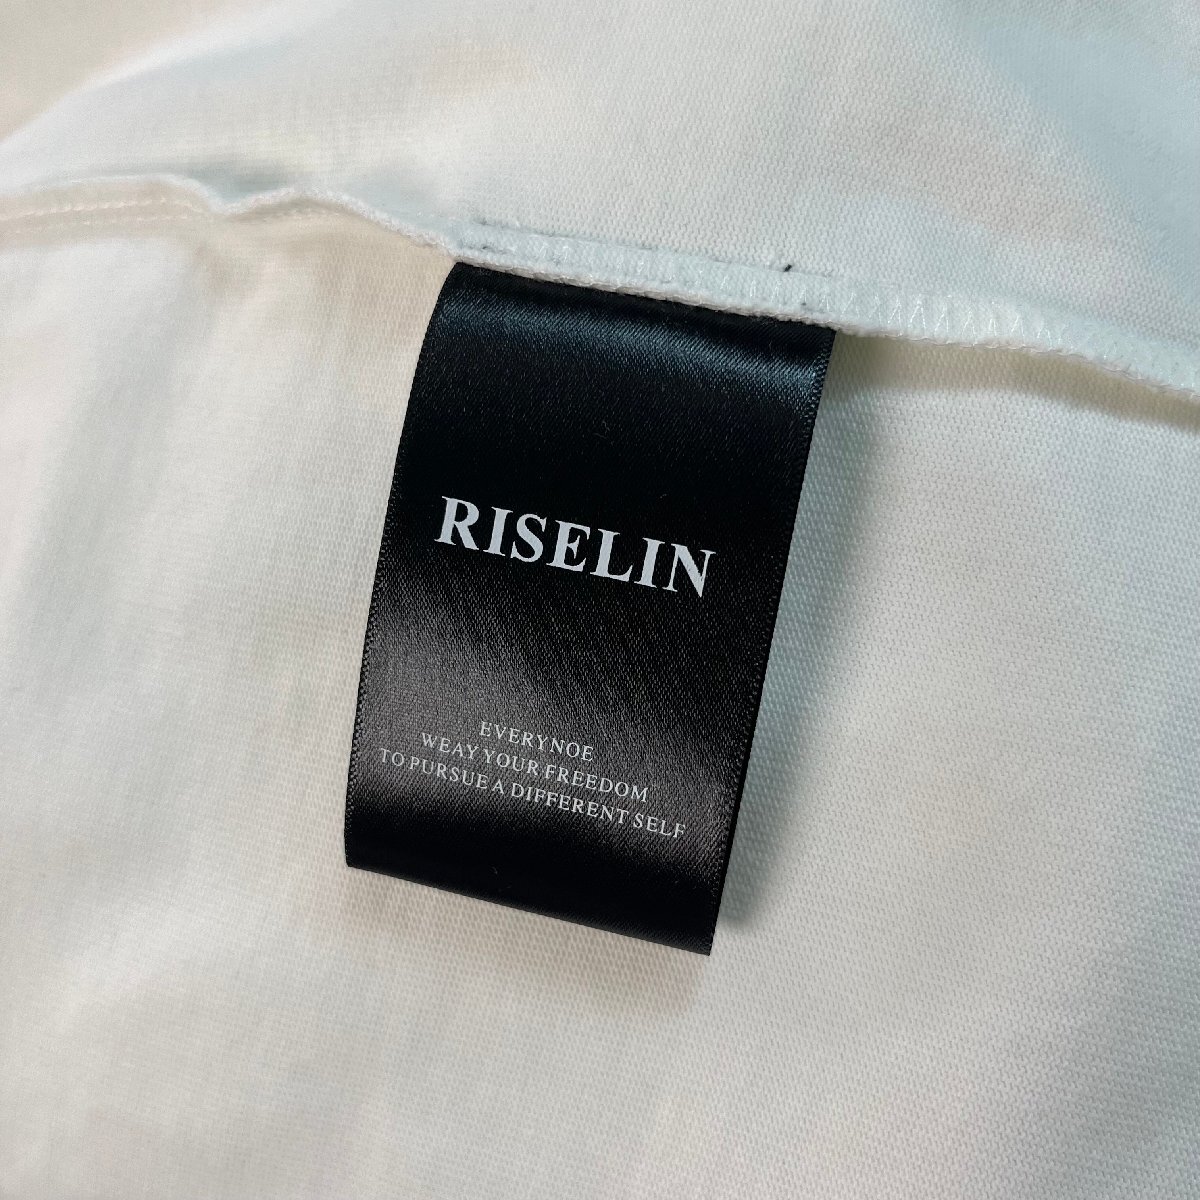 RISELIN
EVERYNOE
WEAY YOUR FREEDOM
TO PURSUE A DIFFERENT SELF